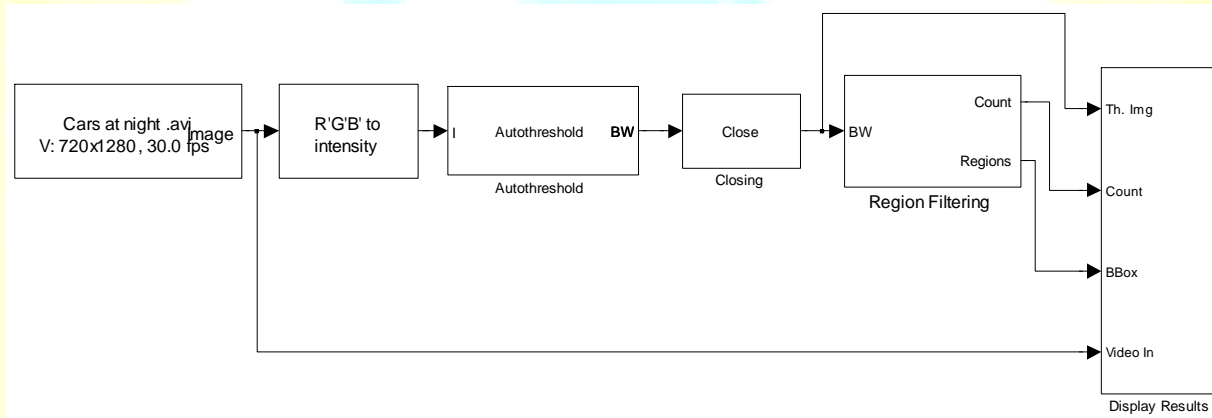 Cars at night .avi
V: 720x1280 , 30.0 fps
Image
R'G'B' to
intensity
I
Autothreshold
BW
Autothreshold
Close
Closing
BW
Count
Regions
Region Filtering
Th. Img
Count
BBox
Video In
Display Results